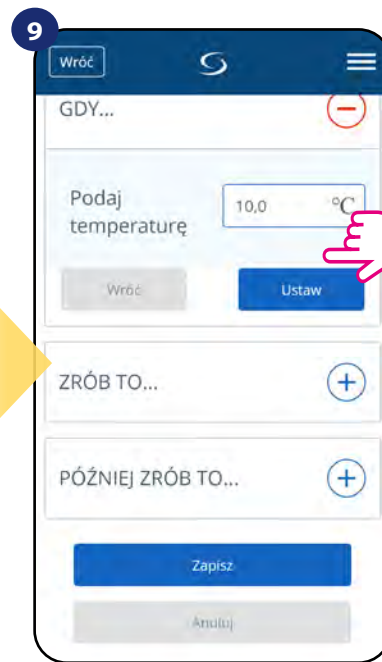 9
Wróć
GDY...
Podaj
temperaturę
10,0 °C
Wróć
Ustaw
ZRÓB TO...
PÓŹNIEJ ZRÓB TO...
Zapisz
Anuluj